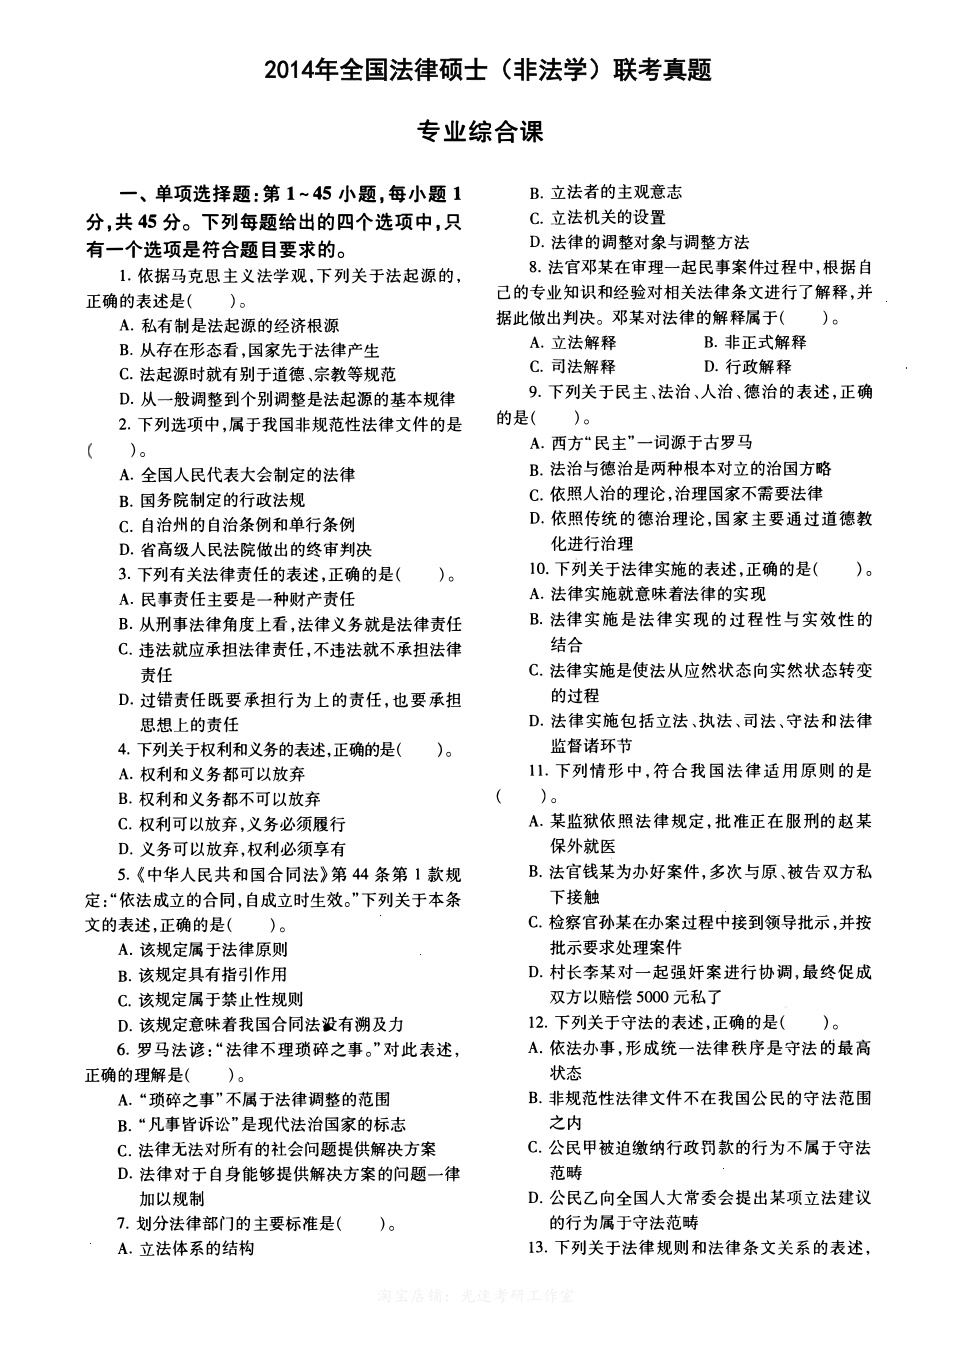 2014年全国法律硕士（非法学）联考真题
专业综合课
一、单项选择题：第1~45小题，每小题1
分，共45分。下列每题给出的四个选项中，只
有一个选项是符合题目要求的。
1. 依据马克思主义法学观，下列关于法起源的，
正确的表述是(　　)。
A. 私有制是法起源的经济根源
B. 从存在形态看，国家先于法律产生
C. 法起源时就有别于道德、宗教等规范
D. 从一般调整到个别调整是法起源的基本规律
2. 下列选项中，属于我国非规范性法律文件的是
(　　)。
A. 全国人民代表大会制定的法律
B. 国务院制定的行政法规
C. 自治州的自治条例和单行条例
D. 省高级人民法院做出的终审判决
3. 下列有关法律责任的表述，正确的是(　　)。
A. 民事责任主要是一种财产责任
B. 从刑事法律角度上看，法律义务就是法律责任
C. 违法就应承担法律责任，不违法就不承担法律
责任
D. 过错责任既要承担行为上的责任，也要承担
思想上的责任
4. 下列关于权利和义务的表述，正确的是(　　)。
A. 权利和义务都可以放弃
B. 权利和义务都不可以放弃
C. 权利可以放弃，义务必须履行
D. 义务可以放弃，权利必须享有
5.《中华人民共和国合同法》第44条第1款规
定：“依法成立的合同，自成立时生效。”下列关于本条
文的表述，正确的是(　　)。
A. 该规定属于法律原则
B. 该规定具有指引作用
C. 该规定属于禁止性规则
D. 该规定意味着我国合同法没有溯及力
6. 罗马法谚：“法律不理琐碎之事。”对此表述，
正确的理解是(　　)。
A. “琐碎之事”不属于法律调整的范围
B. “凡事皆诉讼”是现代法治国家的标志
C. 法律无法对所有的社会问题提供解决方案
D. 法律对于自身能够提供解决方案的问题一律
加以规制
7. 划分法律部门的主要标准是(　　)。
A. 立法体系的结构
B. 立法者的主观意志
C. 立法机关的设置
D. 法律的调整对象与调整方法
8. 法官邓某在审理一起民事案件过程中，根据自
己的专业知识和经验对相关法律条文进行了解释，并
据此做出判决。邓某对法律的解释属于(　　)。
A. 立法解释　　B. 非正式解释
C. 司法解释　　D. 行政解释
9. 下列关于民主、法治、人治、德治的表述，正确
的是(　　)。
A. 西方“民主”一词源于古罗马
B. 法治与德治是两种根本对立的治国方略
C. 依照人治的理论，治理国家不需要法律
D. 依照传统的德治理论，国家主要通过道德教
化进行治理
10. 下列关于法律实施的表述，正确的是(　　)。
A. 法律实施就意味着法律的实现
B. 法律实施是法律实现的过程性与实效性的
结合
C. 法律实施是使法从应然状态向实然状态转变
的过程
D. 法律实施包括立法、执法、司法、守法和法律
监督诸环节
11. 下列情形中，符合我国法律适用原则的是
(　　)。
A. 某监狱依照法律规定，批准正在服刑的赵某
保外就医
B. 法官钱某为办好案件，多次与原、被告双方私
下接触
C. 检察官孙某在办案过程中接到领导批示，并按
批示要求处理案件
D. 村长李某对一起强奸案进行协调，最终促成
双方以赔偿5000元私了
12. 下列关于守法的表述，正确的是(　　)。
A. 依法办事，形成统一法律秩序是守法的最高
状态
B. 非规范性法律文件不在我国公民的守法范围
之内
C. 公民甲被迫缴纳行政罚款的行为不属于守法
范畴
D. 公民乙向全国人大常委会提出某项立法建议
的行为属于守法范畴
13. 下列关于法律规则和法律条文关系的表述，
淘宝店铺：光速考研工作室